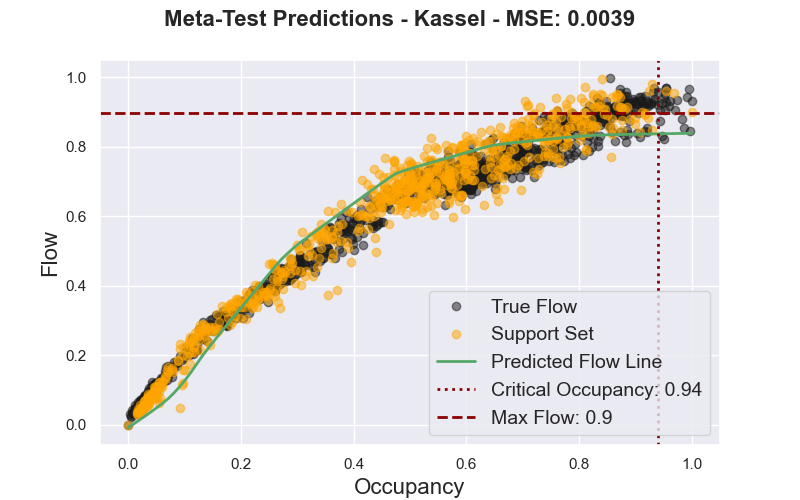 Meta-Test Predictions - Kassel - MSE: 0.0039
1.0
0.8
0.6
0.4
0.2
0.0
Flow
True Flow
Support Set
Predicted Flow Line
Critical Occupancy: 0.94
Max Flow: 0.9
0.0 0.2 0.4 0.6 0.8 1.0
Occupancy